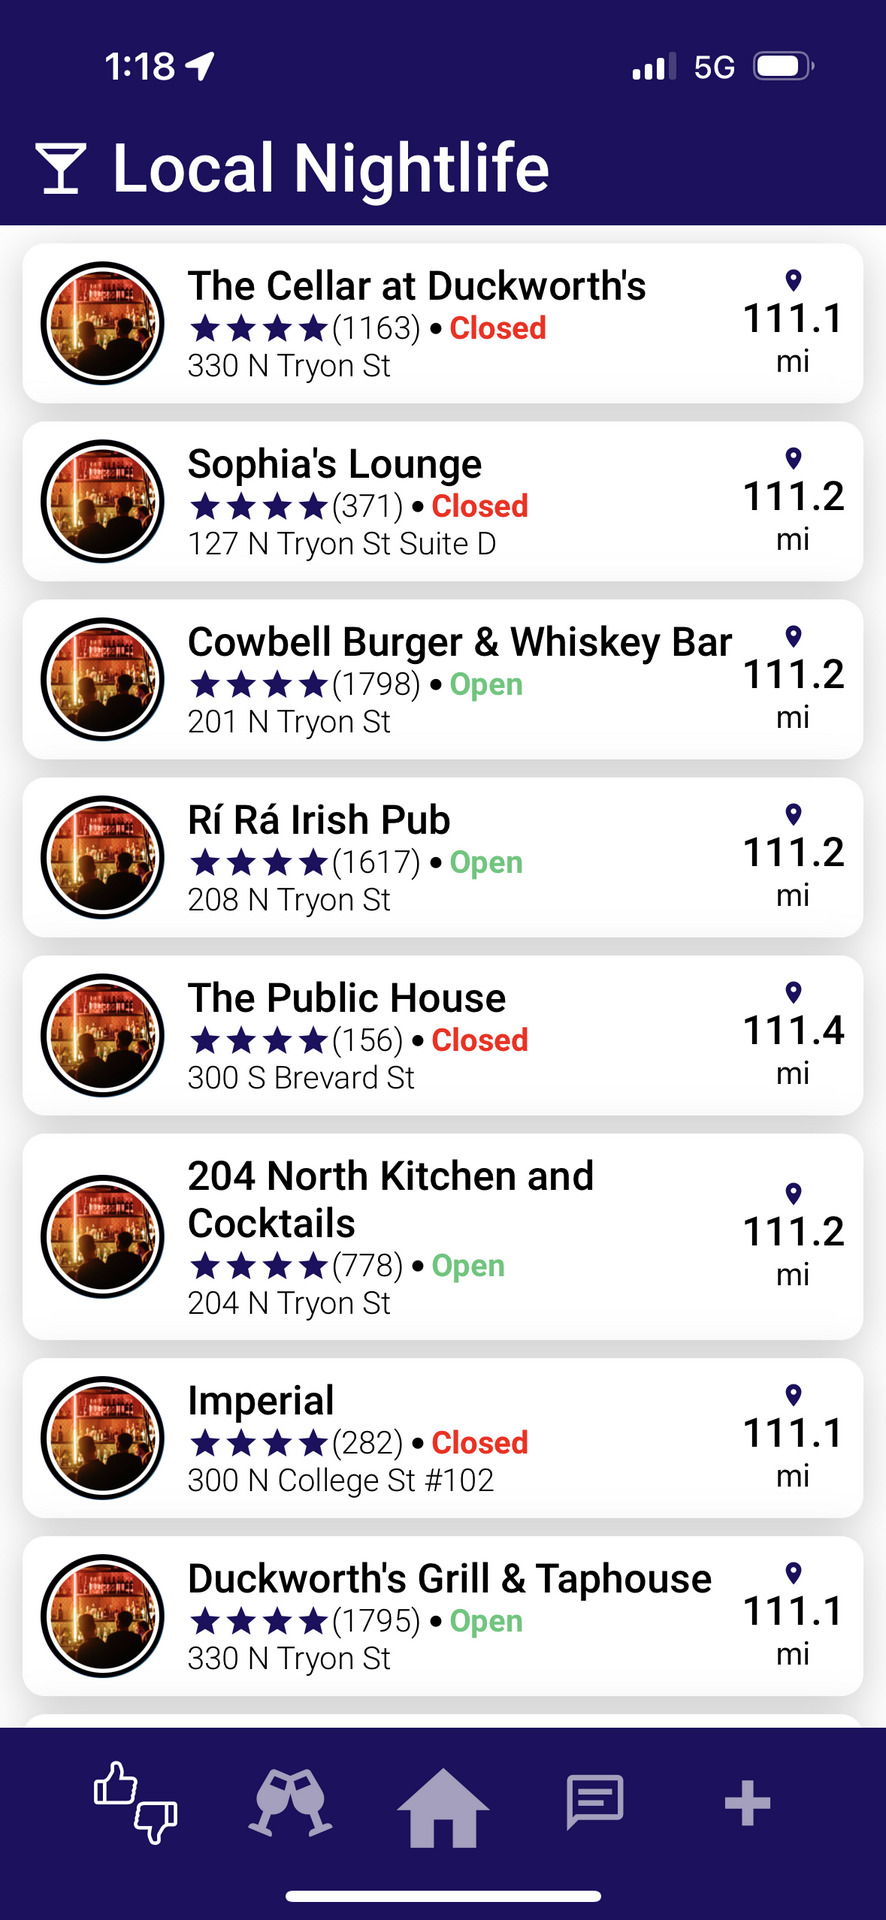 1:18
5G
Local Nightlife
The Cellar at Duckworth's
(1163) • Closed
330 N Tryon St
111.1
mi
Sophia's Lounge
(371) • Closed
127 N Tryon St Suite D
111.2
mi
Cowbell Burger & Whiskey Bar
(1798) • Open
201 N Tryon St
111.2
mi
Rí Rá Irish Pub
(1617) • Open
208 N Tryon St
111.2
mi
The Public House
(156) • Closed
300 S Brevard St
111.4
mi
204 North Kitchen and
Cocktails
(778) • Open
204 N Tryon St
111.2
mi
Imperial
(282) • Closed
300 N College St #102
111.1
mi
Duckworth's Grill & Taphouse
(1795) • Open
330 N Tryon St
111.1
mi